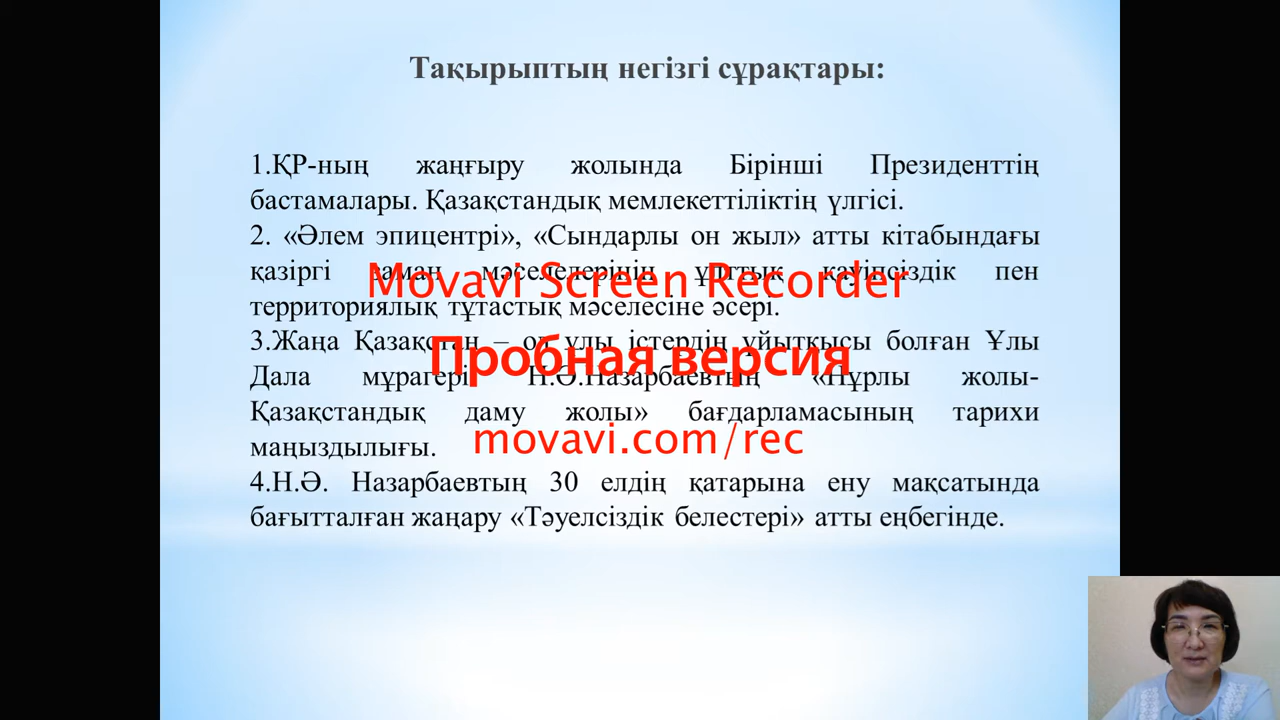 Тақырыптың негізгі сұрақтары:
1.ҚР-ның жаңғыру жолында Бірінші Президенттің
бастамалары. Қазақстандық мемлекеттіліктің үлгісі.
2. «Әлем эпицентрі», «Сындарлы он жыл» атты кітабындағы
қазіргі заман мәселелерінің ұлттық қауіпсіздік пен
Movavi Screen Recorder
территориялық тұтастық мәселесіне әсері.
3.Жаңа Қазақстан – ол ұлы істердің ұйытқысы болған Ұлы
Пробная версия
Дала мұрагері Н.Ә.Назарбаевтың «Нұрлы жолы-
Қазақстандық даму жолы» бағдарламасының тарихи
маңыздылығы.
movavi.com/rec
4.Н.Ә. Назарбаевтың 30 елдің қатарына ену мақсатында
бағытталған жаңару «Тәуелсіздік белестері» атты еңбегінде.